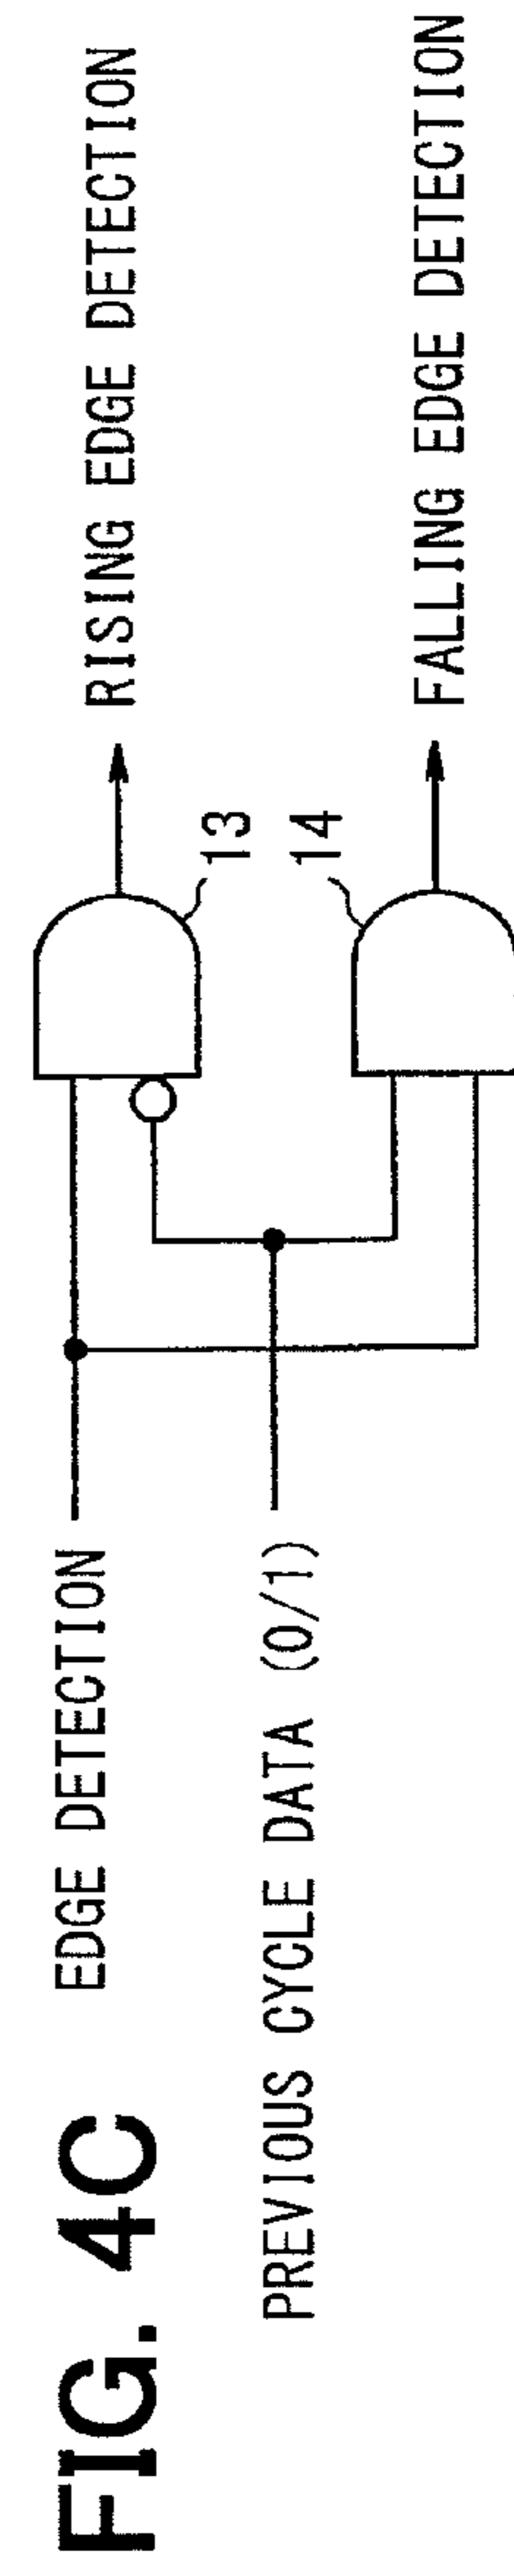 FIG. 4C
EDGE DETECTION
PREVIOUS CYCLE DATA (0/1)
13
14
RISING EDGE DETECTION
FALLING EDGE DETECTION